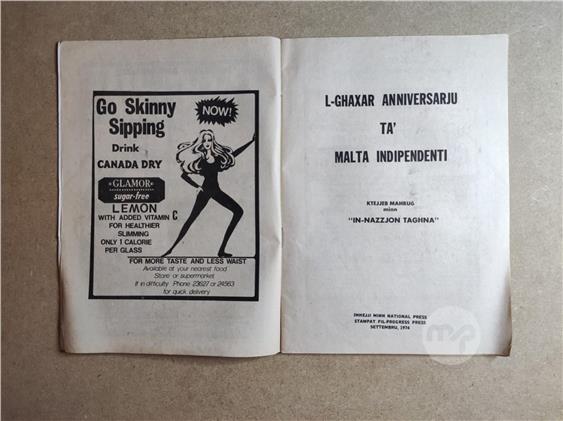 Go Skinny
Sipping
NOW!
Drink
CANADA DRY
*GLAMOR*
sugar-free
LEMON
WITH ADDED VITAMIN C
FOR HEALTHIER
SLIMMING
ONLY 1 CALORIE
PER GLASS
FOR MORE TASTE AND LESS WAIST
Available at your nearest food
Store or supermarket
If in difficulty Phone 23627 or 24563
for quick delivery
L-GHAXAR ANNIVERSARJU
TA'
MALTA INDIPENDENTI
KTEJJEB MAHRUG
minn
"IN-NAZZJON TAGHNA"
IMHEJJI MINN NATIONAL PRESS
STAMPAT FIL-PROGRESS PRESS
SETTEMBRU, 1974